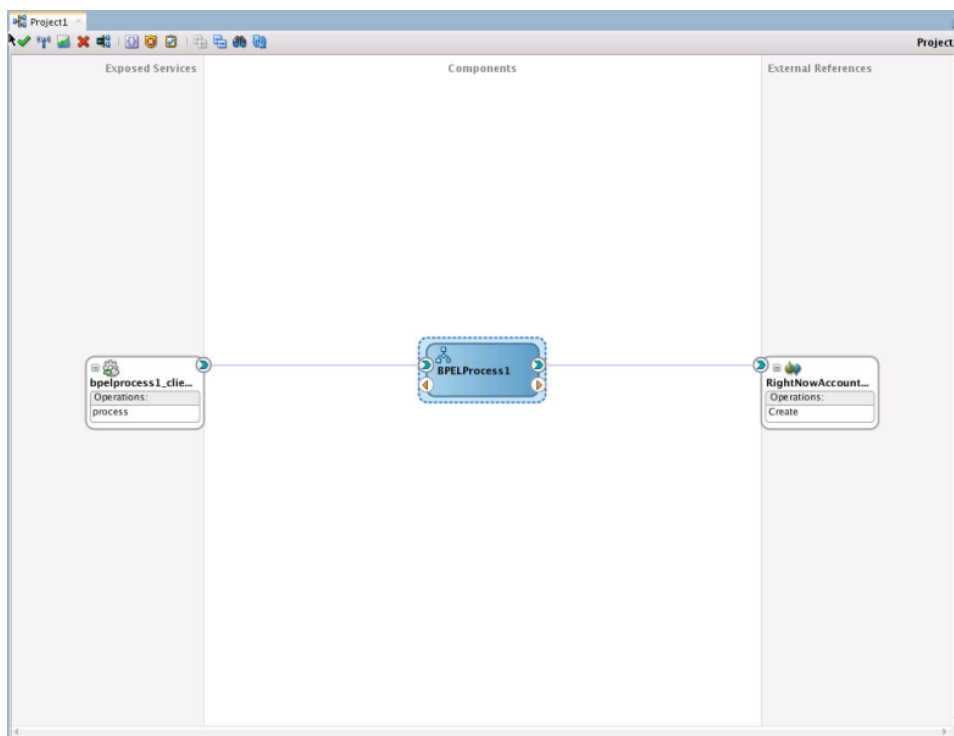 Project1
Project
Exposed Services
Components
External References
bpelprocess1_clie...
Operations:
process
BPELProcess1
RightNowAccount...
Operations:
Create